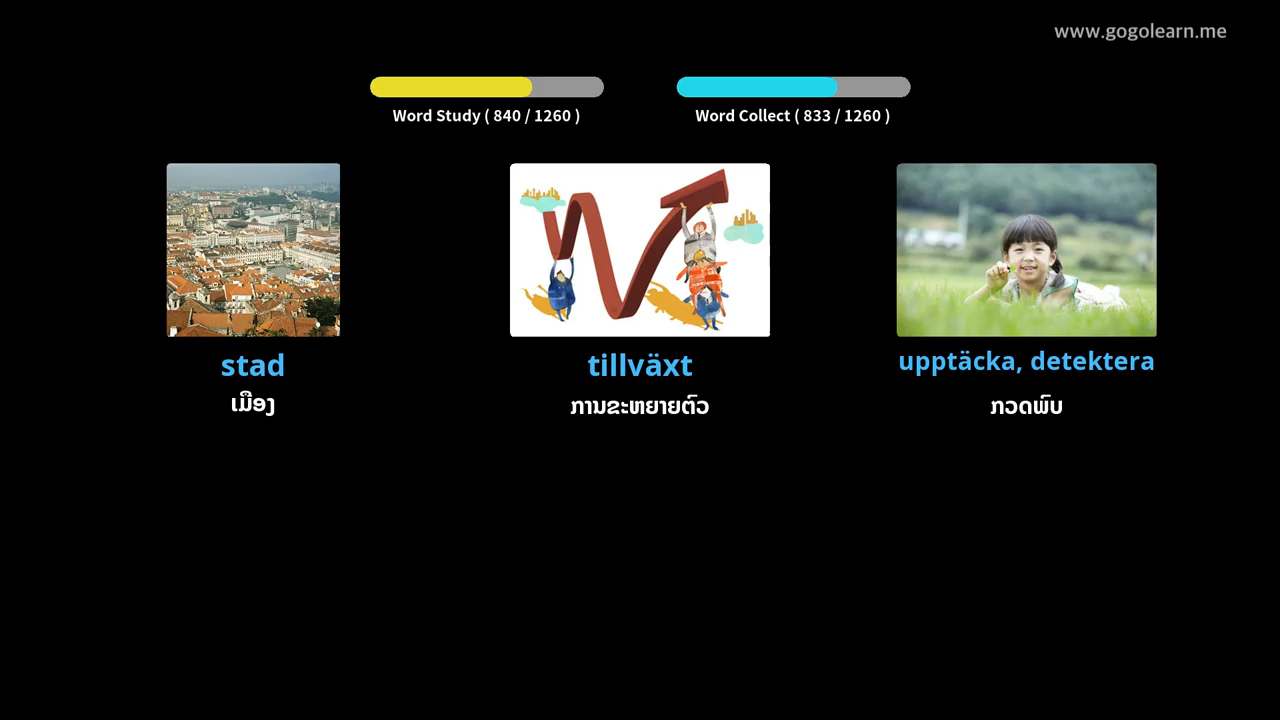 www.gogolearn.me
Word Study ( 840 / 1260 )
Word Collect ( 833 / 1260 )
stad
ເມືອງ
tillväxt
ການຂະຫຍາຍຕົວ
upptäcka, detektera
ກວດພົບ